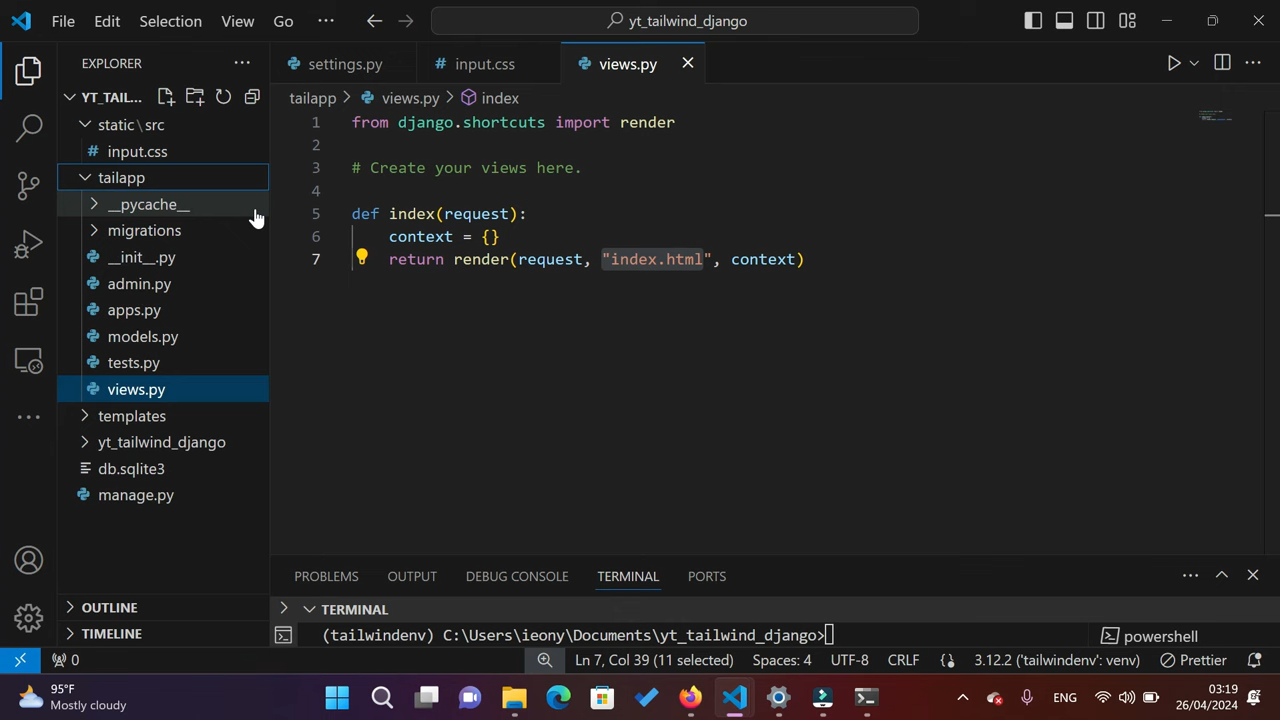 File Edit Selection View Go ··· yt_tailwind_django
EXPLORER ···
YT_TAIL...
static\src
# input.css
tailapp
__pycache__
migrations
__init__.py
admin.py
apps.py
models.py
tests.py
views.py
templates
yt_tailwind_django
db.sqlite3
manage.py
OUTLINE
TIMELINE
settings.py # input.css views.py
tailapp > views.py > index
1 from django.shortcuts import render
2
3 # Create your views here.
4
5 def index(request):
6 context = {}
7 return render(request, "index.html", context)
PROBLEMS OUTPUT DEBUG CONSOLE TERMINAL PORTS
TERMINAL
(tailwindenv) C:\Users\ieony\Documents\yt_tailwind_django>
powershell
0 Ln 7, Col 39 (11 selected) Spaces: 4 UTF-8 CRLF {} 3.12.2 ('tailwindenv': venv) Prettier
95°F
Mostly cloudy
ENG
03:19
26/04/2024